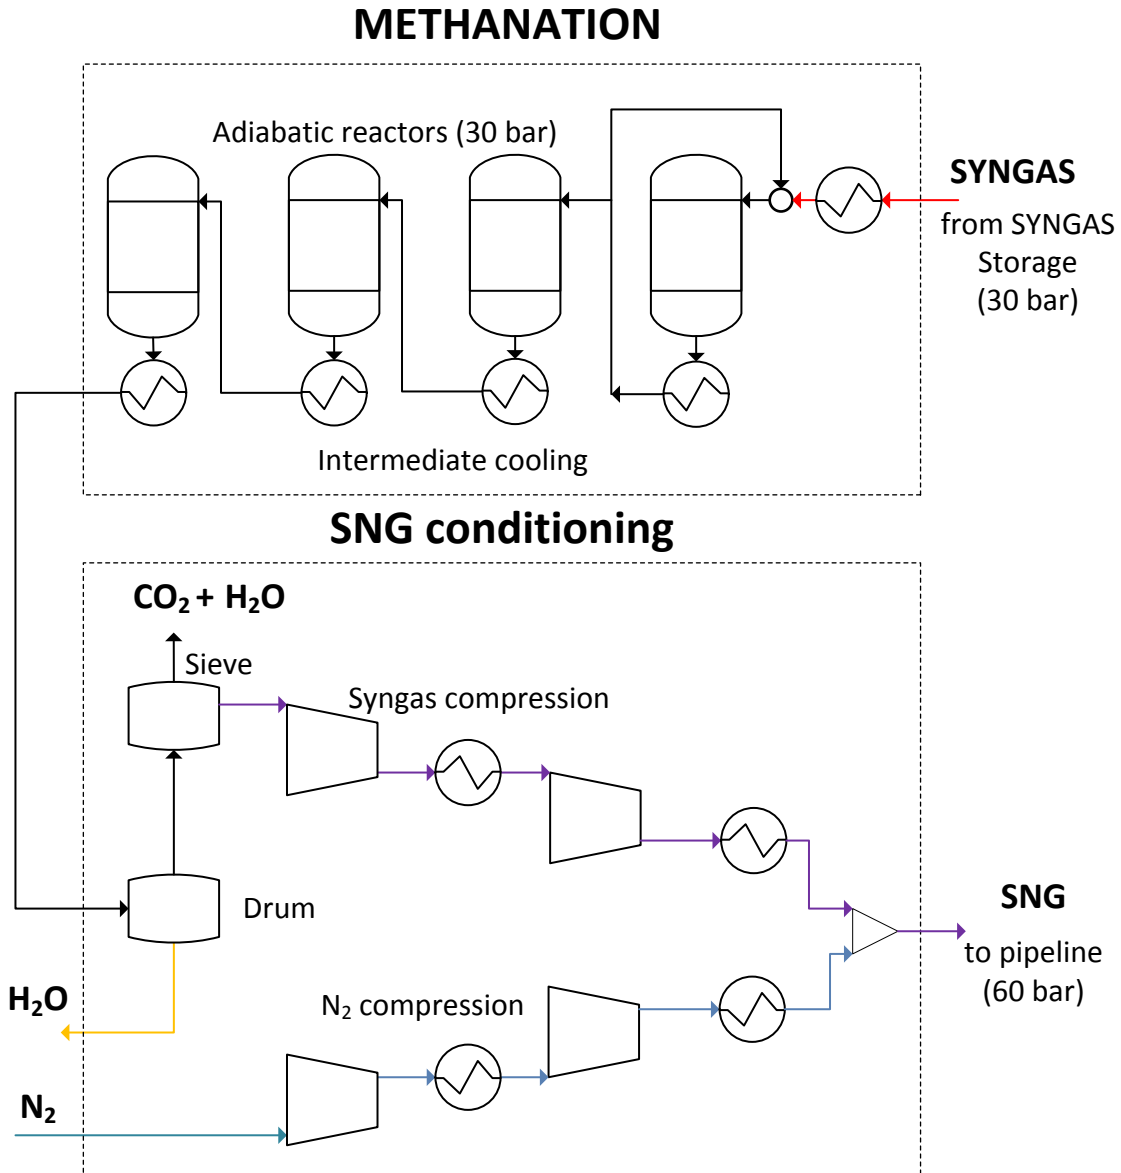 METHANATION
Adiabatic reactors (30 bar)
SYNGAS
from SYNGAS
Storage
(30 bar)
Intermediate cooling
SNG conditioning
CO₂ + H₂O
Sieve
Syngas compression
Drum
SNG
to pipeline
(60 bar)
H₂O
N₂ compression
N₂